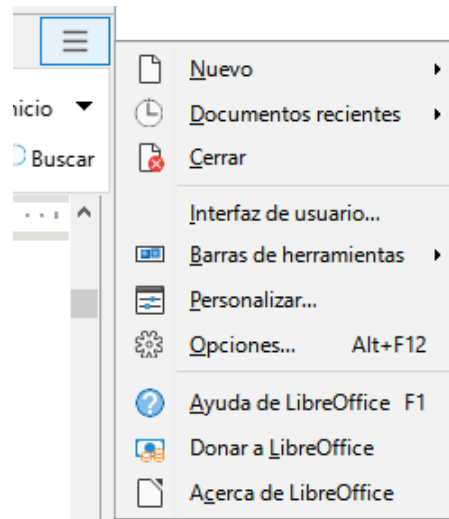 Nuevo
nicio
Documentos recientes
Buscar
Cerrar
Interfaz de usuario...
Barras de herramientas
Personalizar...
Opciones... Alt+F12
Ayuda de LibreOffice F1
Donar a LibreOffice
Acerca de LibreOffice